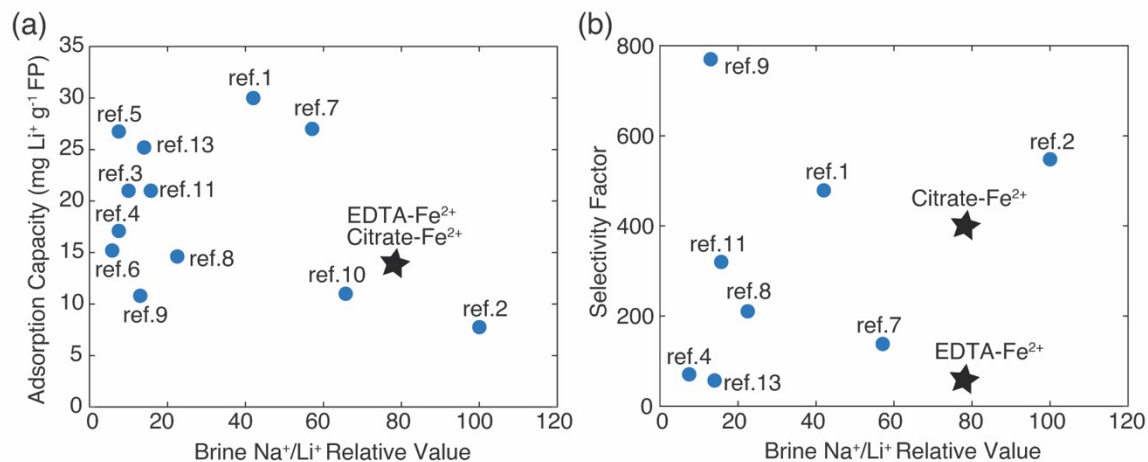 (a)
35
30
25
20
15
10
5
0
0 20 40 60 80 100 120
Adsorption Capacity (mg Li⁺ g⁻¹ FP)
Brine Na⁺/Li⁺ Relative Value
ref.1
ref.7
ref.5
ref.13
ref.3
ref.11
ref.4
EDTA-Fe²⁺
Citrate-Fe²⁺
ref.6
ref.8
ref.10
ref.9
ref.2
(b)
800
600
400
200
0
0 20 40 60 80 100 120
Selectivity Factor
Brine Na⁺/Li⁺ Relative Value
ref.9
ref.2
ref.1
Citrate-Fe²⁺
ref.11
ref.8
ref.7
EDTA-Fe²⁺
ref.4
ref.13